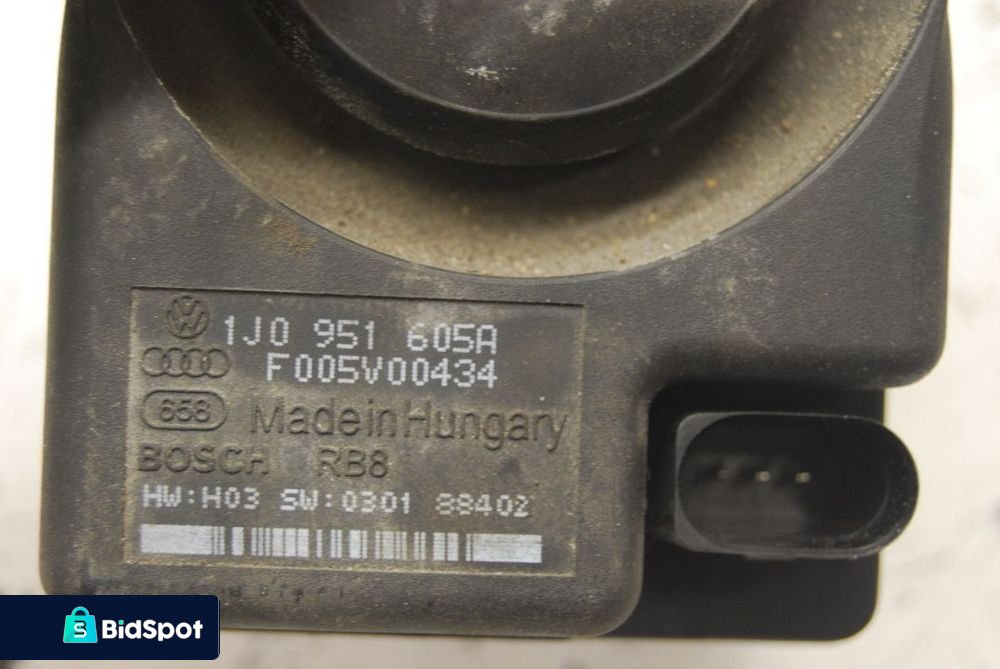 1J0 951 605A
F005V00434
658 Made in Hungary
BOSCH RB8
HW:H03 SW:0301 88402
BidSpot